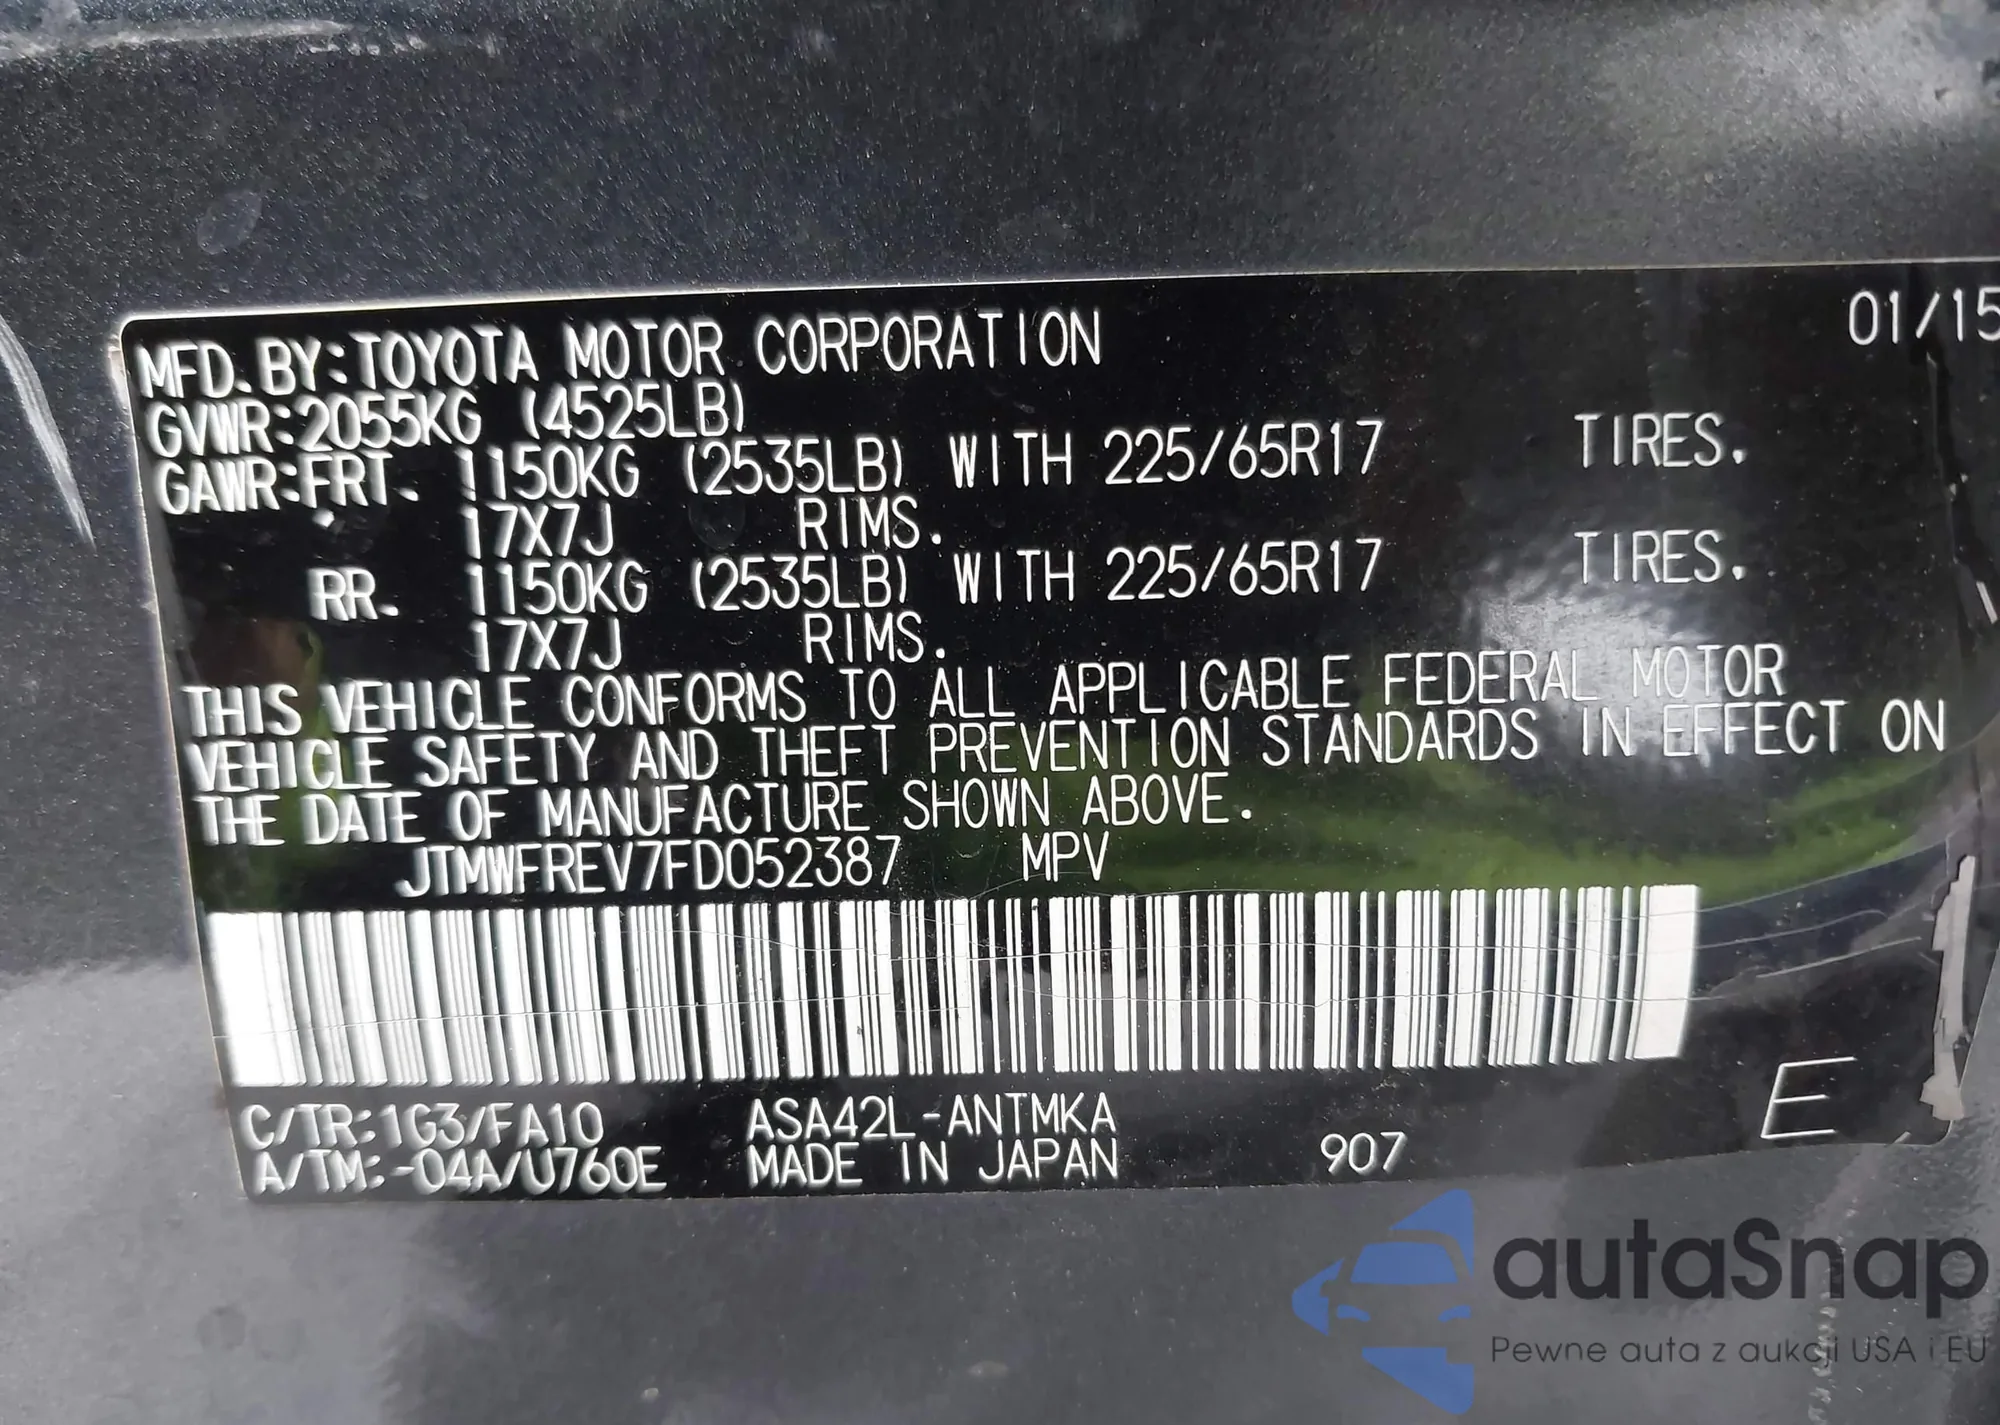 01/15
MFD. BY: TOYOTA MOTOR CORPORATION
GVWR: 2055KG (4525LB)
GAWR: FRT. 1150KG (2535LB) WITH 225/65R17 TIRES.
17X7J RIMS.
RR. 1150KG (2535LB) WITH 225/65R17 TIRES.
17X7J RIMS.
THIS VEHICLE CONFORMS TO ALL APPLICABLE FEDERAL MOTOR
VEHICLE SAFETY AND THEFT PREVENTION STANDARDS IN EFFECT ON
THE DATE OF MANUFACTURE SHOWN ABOVE.
JTMWFREV7FD052387 MPV
C/TR: 1G3/FA10 ASA42L-ANTMKA
A/TM: -04A/U760E MADE IN JAPAN 907 E
autaSnap
Pewne auta z aukcji USA i EU